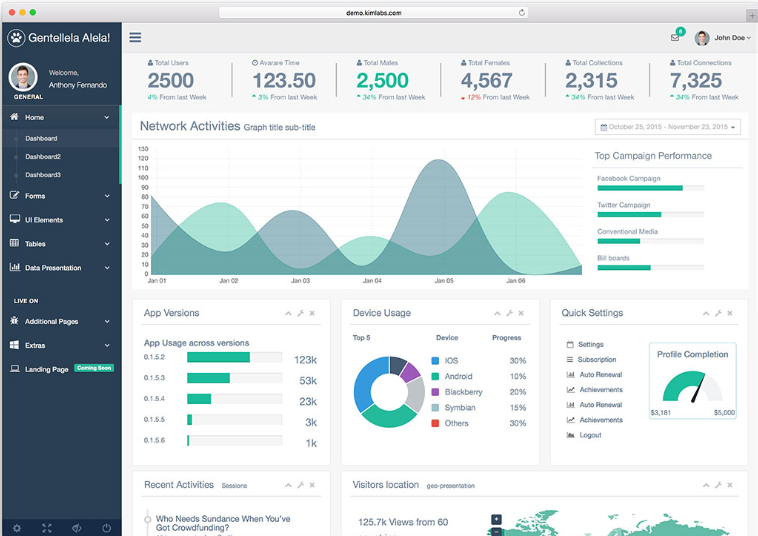 demo.kimlabs.com
Gentellela Alela!
Welcome,
Anthony Fernando
GENERAL
Home
Dashboard
Dashboard2
Dashboard3
Forms
UI Elements
Tables
Data Presentation
LIVE ON
Additional Pages
Extras
Landing Page Coming Soon
6
John Doe
Total Users
2500
4% From last Week
Avarare Time
123.50
3% From last Week
Total Males
2,500
34% From last Week
Total Females
4,567
12% From last Week
Total Collections
2,315
34% From last Week
Total Connections
7,325
34% From last Week
Network Activities Graph title sub-title
October 25, 2015 - November 23, 2015
130
120
110
100
90
80
70
60
50
40
30
20
10
0
Jan 01 Jan 02 Jan 03 Jan 04 Jan 05 Jan 06
Top Campaign Performance
Facebook Campaign
Twitter Campaign
Conventional Media
Bill boards
App Versions
App Usage across versions
0.1.5.2 123k
0.1.5.3 53k
0.1.5.4 23k
0.1.5.5 3k
0.1.5.6 1k
Device Usage
Top 5 Device Progress
IOS 30%
Android 10%
Blackberry 20%
Symbian 15%
Others 30%
Quick Settings
Settings
Subscription
Auto Renewal
Achievements
Auto Renewal
Achievements
Logout
Profile Completion
$3,181 $5,000
Recent Activities Sessions
Who Needs Sundance When You've
Got Crowdfunding?
Visitors location geo-presentation
125.7k Views from 60